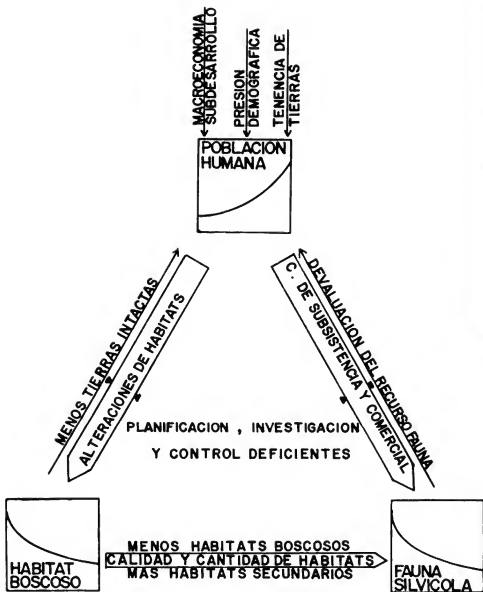 MACROECONOMIA
SUBDESARROLLO
PRESION
DEMOGRAFICA
TENENCIA DE
TIERRAS
POBLACION
HUMANA
MENOS TIERRAS INTACTAS
ALTERACIONES DE HABITATS
C. DE SUBSISTENCIA Y COMERCIAL
DEVALUACION DEL RECURSO FAUNA
PLANIFICACION , INVESTIGACION
Y CONTROL DEFICIENTES
HABITAT
BOSCOSO
MENOS HABITATS BOSCOSOS
CALIDAD Y CANTIDAD DE HABITATS
MAS HABITATS SECUNDARIOS
FAUNA
SILVICOLA